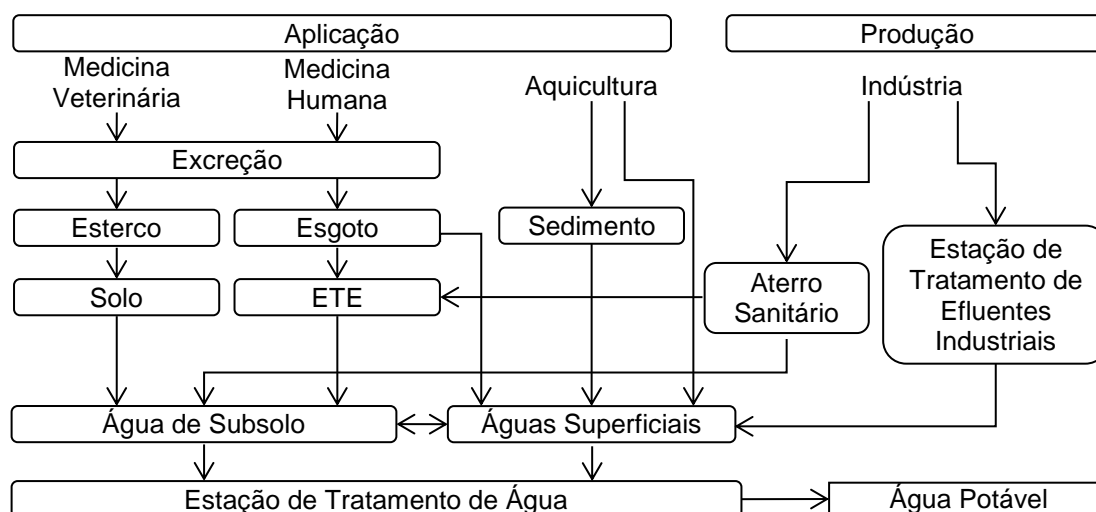 Aplicação
Produção
Medicina
Veterinária
Medicina
Humana
Aquicultura
Indústria
Excreção
Esterco
Esgoto
Sedimento
Estação de
Tratamento de
Efluentes
Industriais
Solo
ETE
Aterro
Sanitário
Água de Subsolo
Águas Superficiais
Estação de Tratamento de Água
Água Potável